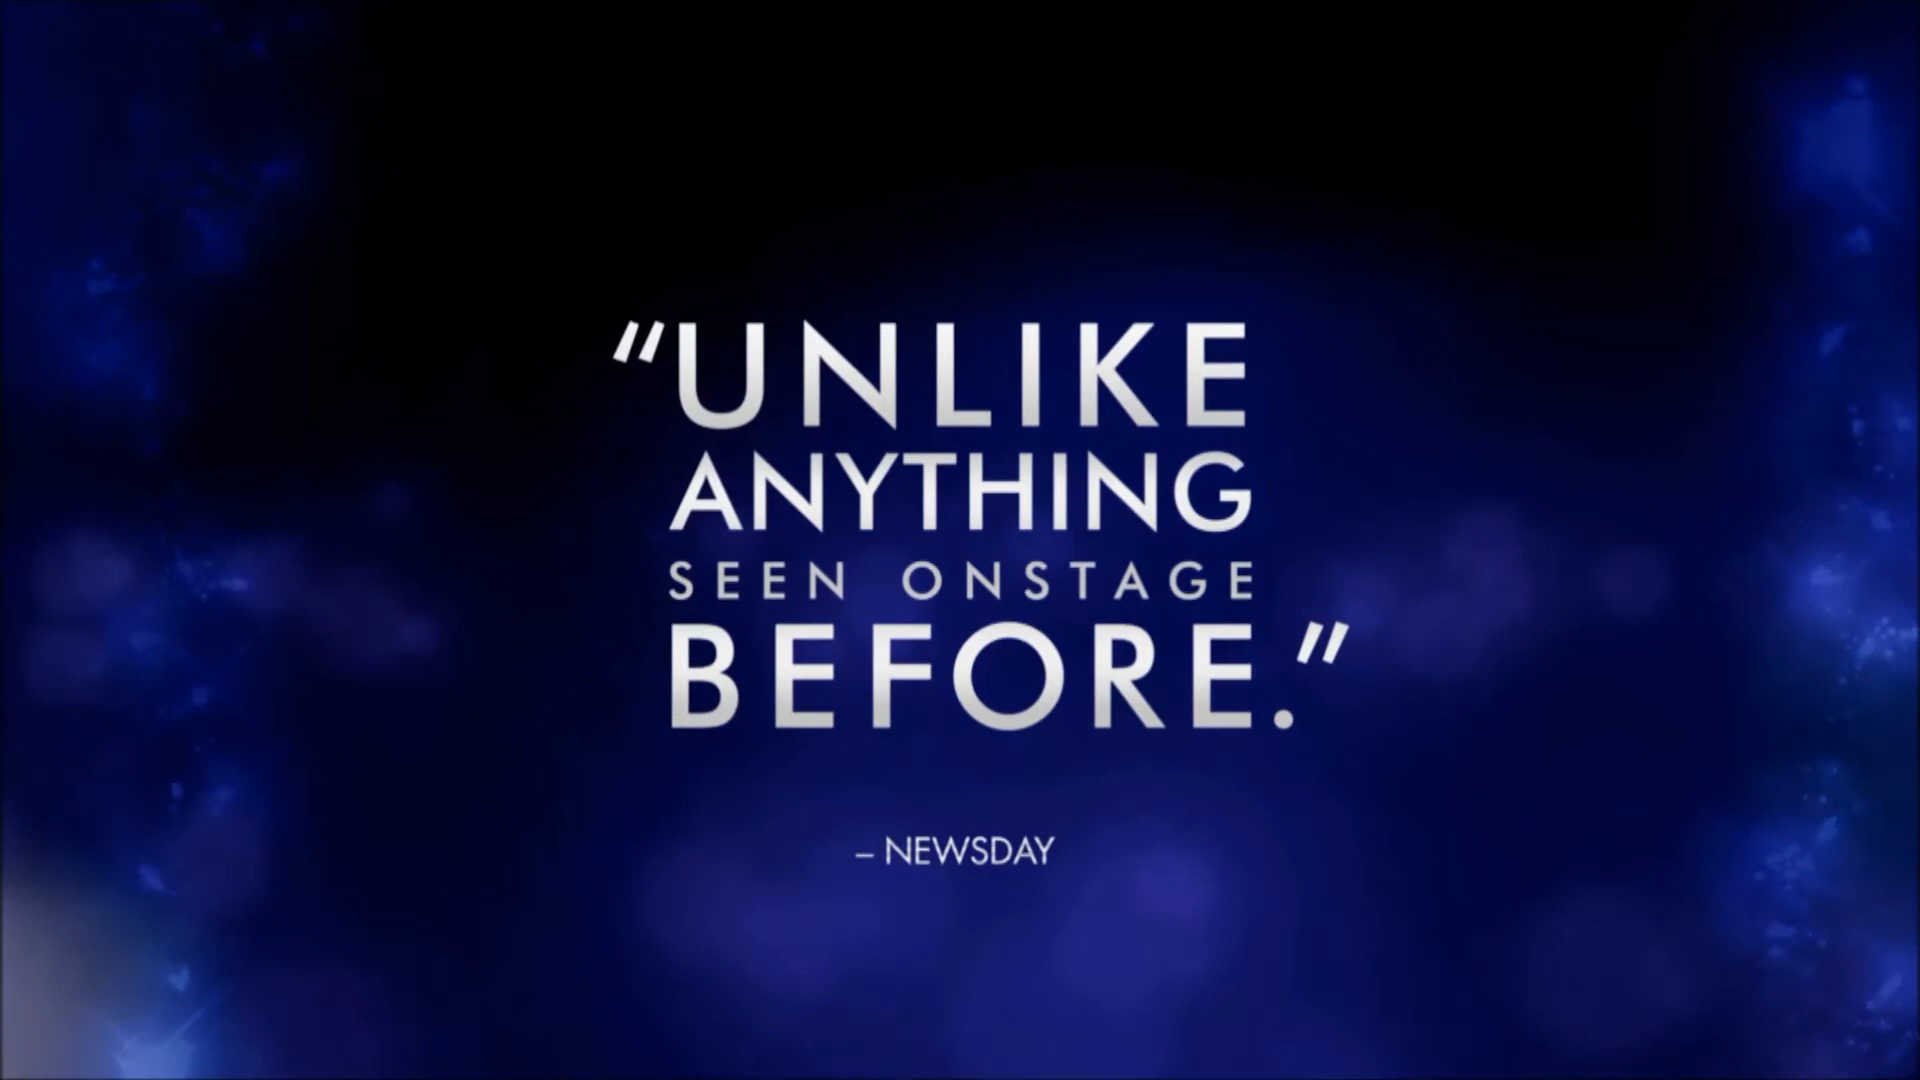 “UNLIKE
ANYTHING
SEEN ONSTAGE
BEFORE.”
– NEWSDAY